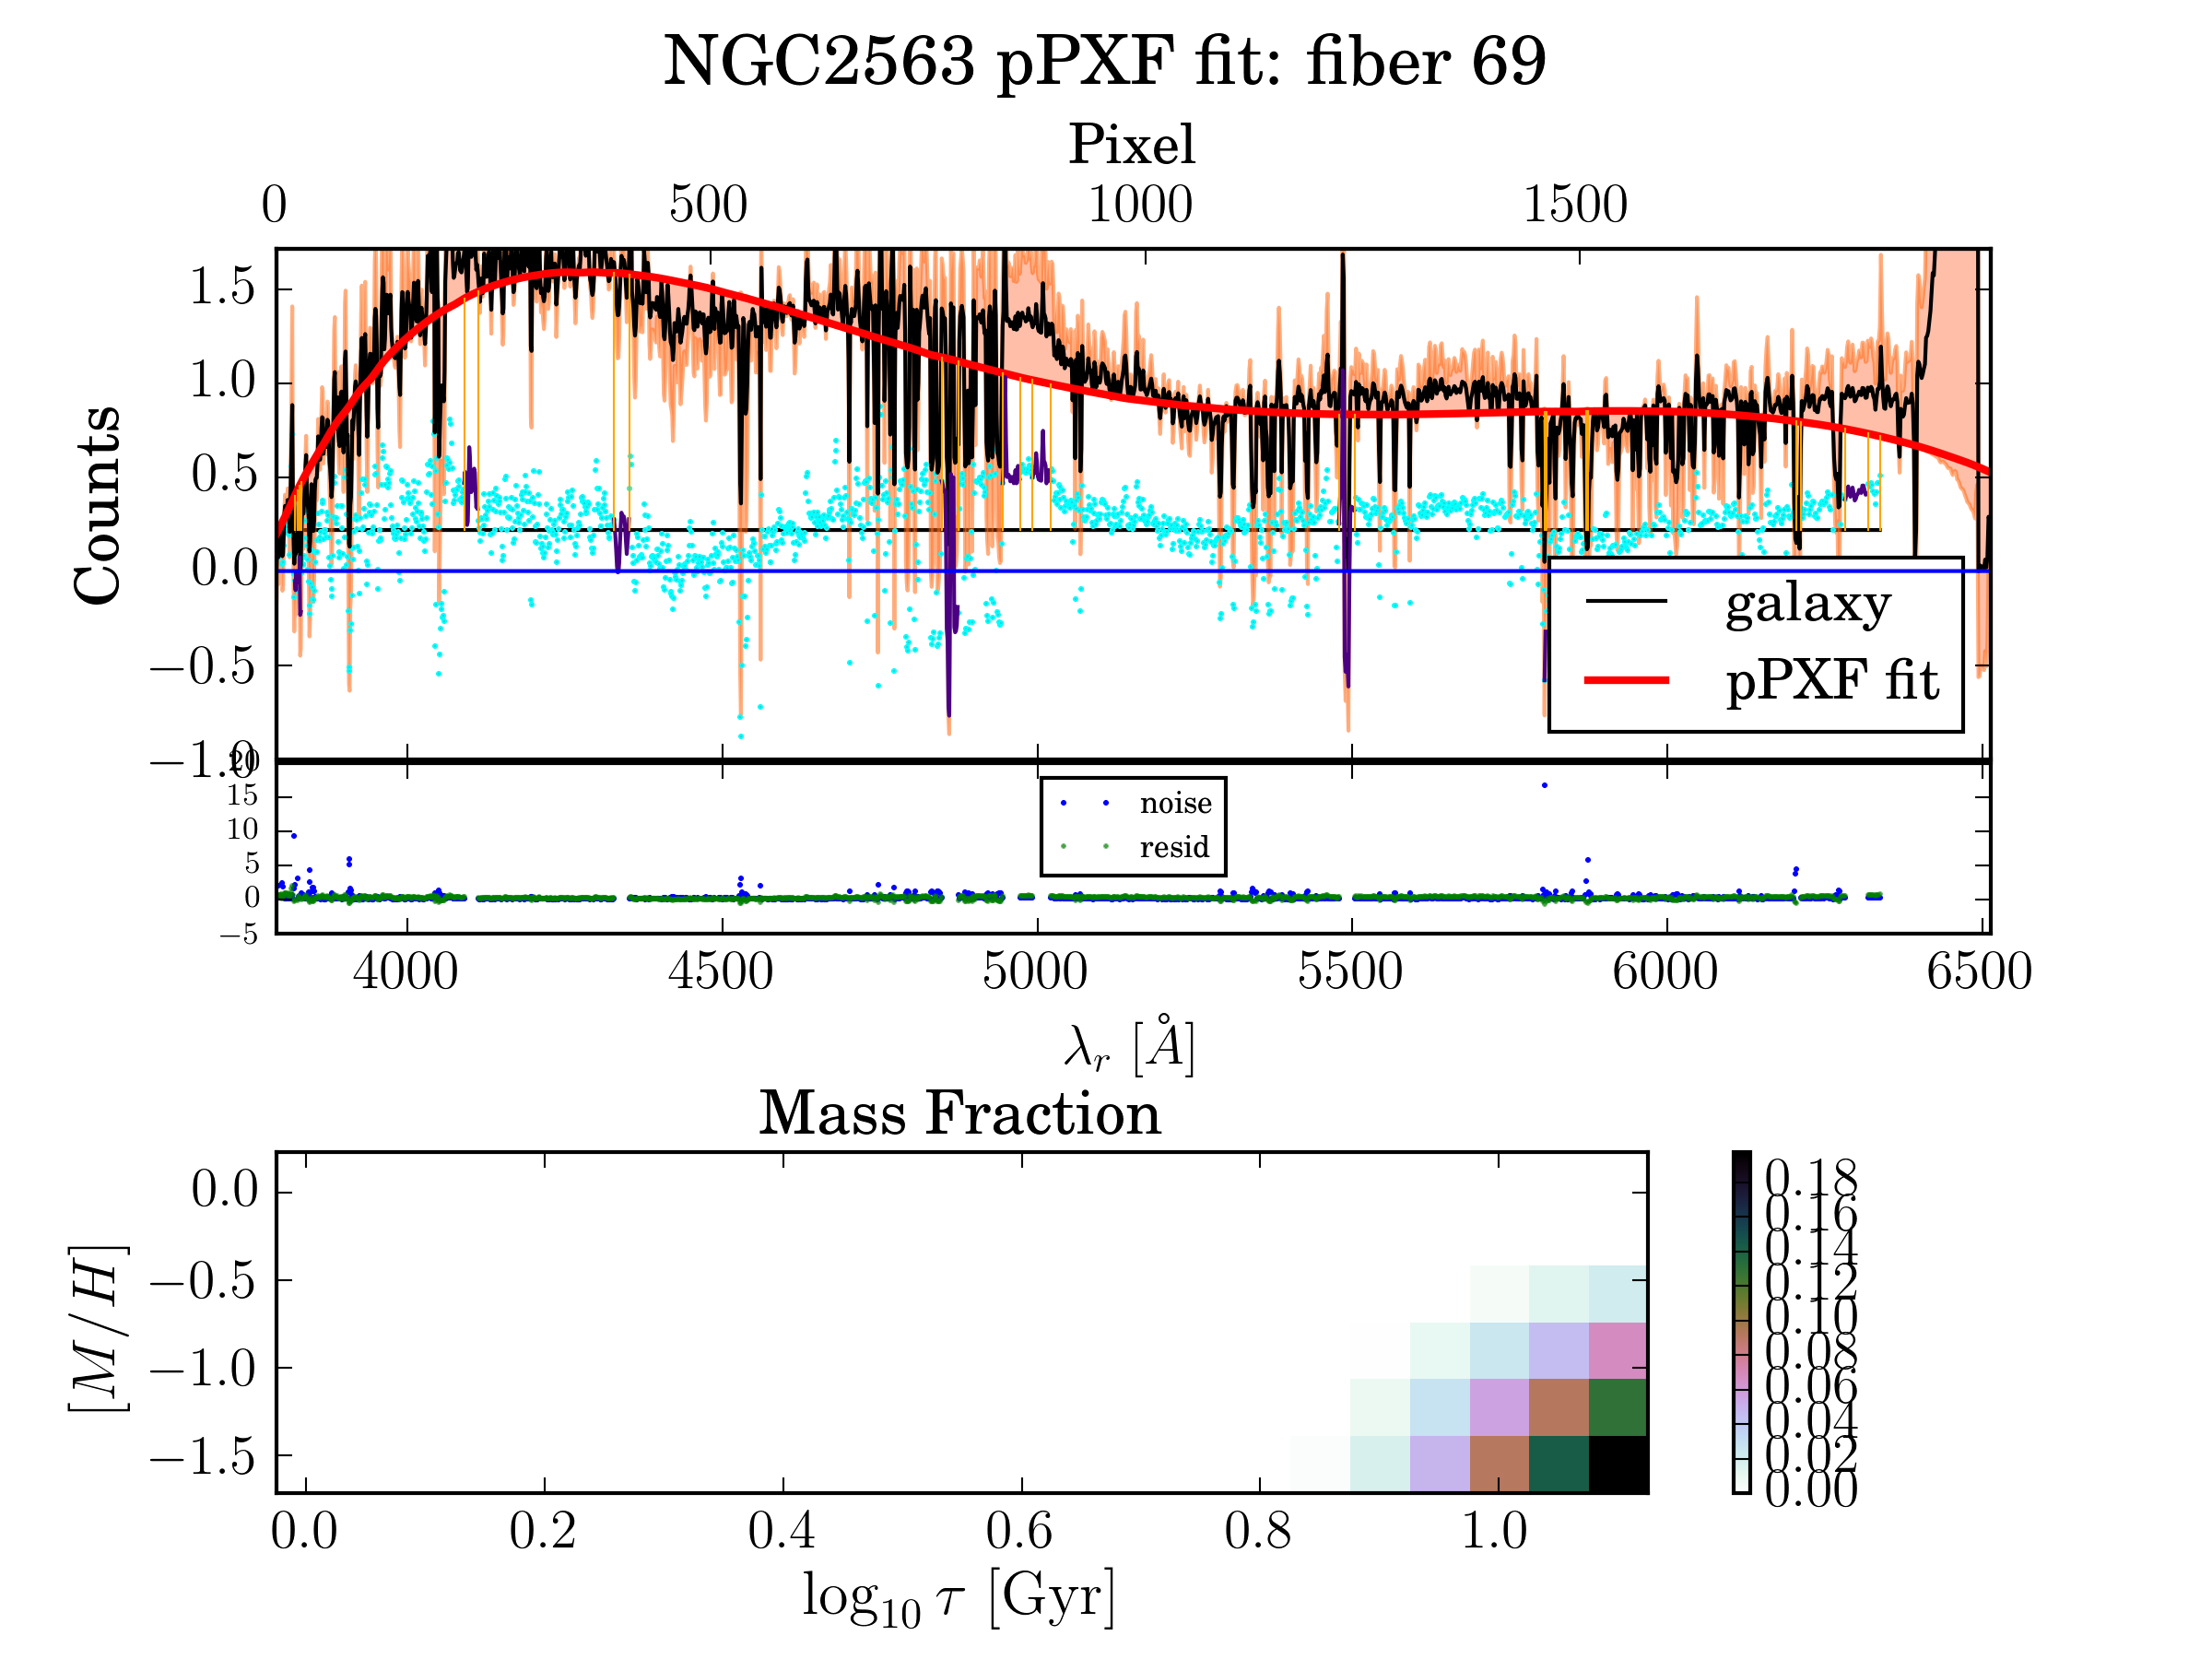 NGC2563 pPXF fit: fiber 69
Pixel
0 500 1000 1500
Counts
1.5
1.0
0.5
0.0
−0.5
−1.0
galaxy
pPXF fit
20
15
10
5
0
−5
noise
resid
4000 4500 5000 5500 6000 6500
λr [Å]
Mass Fraction
[M/H]
0.0
−0.5
−1.0
−1.5
0.18
0.16
0.14
0.12
0.10
0.08
0.06
0.04
0.02
0.00
0.0 0.2 0.4 0.6 0.8 1.0
log10 τ [Gyr]